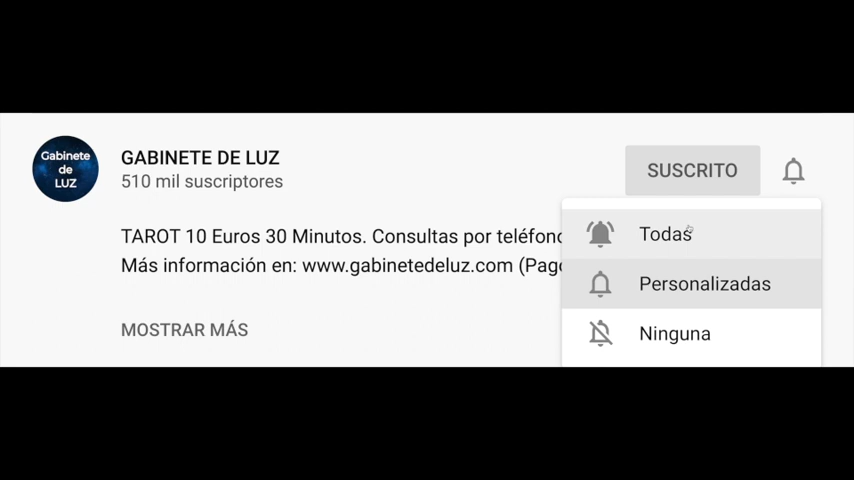 Gabinete
de
LUZ
GABINETE DE LUZ
510 mil suscriptores
SUSCRITO
TAROT 10 Euros 30 Minutos. Consultas por teléfono
Más información en: www.gabinetedeluz.com (Pago
MOSTRAR MÁS
Todas
Personalizadas
Ninguna